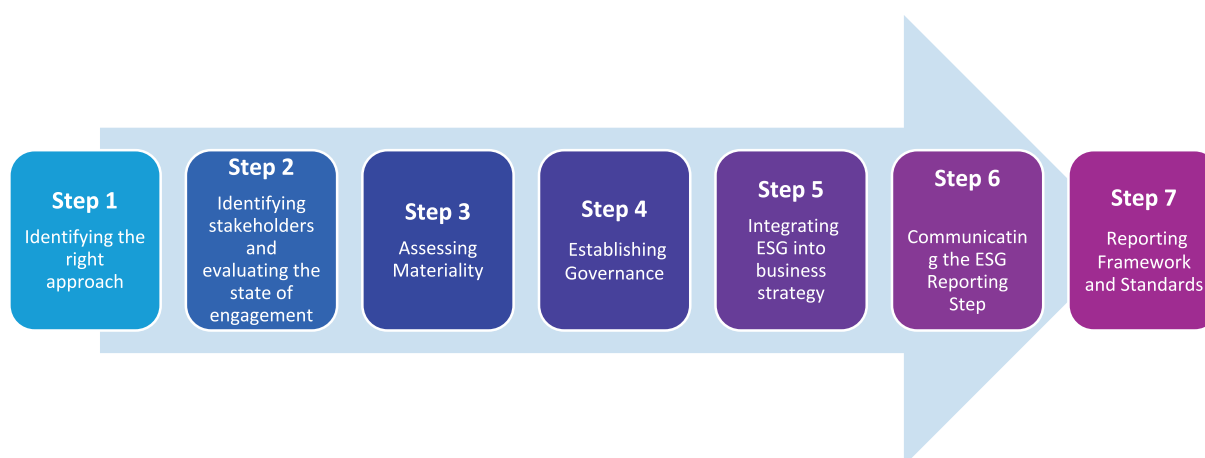 Step 1
Identifying the
right
approach
Step 2
Identifying
stakeholders
and
evaluating the
state of
engagement
Step 3
Assessing
Materiality
Step 4
Establishing
Governance
Step 5
Integrating
ESG into
business
strategy
Step 6
Communicatin
g the ESG
Reporting
Step
Step 7
Reporting
Framework
and Standards